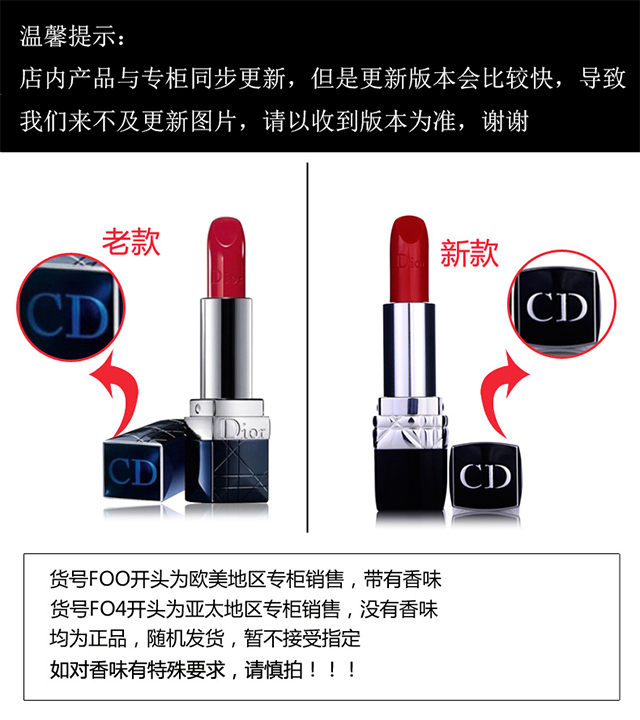 温馨提示：
店内产品与专柜同步更新，但是更新版本会比较快，导致
我们来不及更新图片，请以收到版本为准，谢谢
老款
新款
CD
Dior
Dior
CD
CD
Dior
CD
货号FOO开头为欧美地区专柜销售，带有香味
货号FO4开头为亚太地区专柜销售，没有香味
均为正品，随机发货，暂不接受指定
如对香味有特殊要求，请慎拍！！！